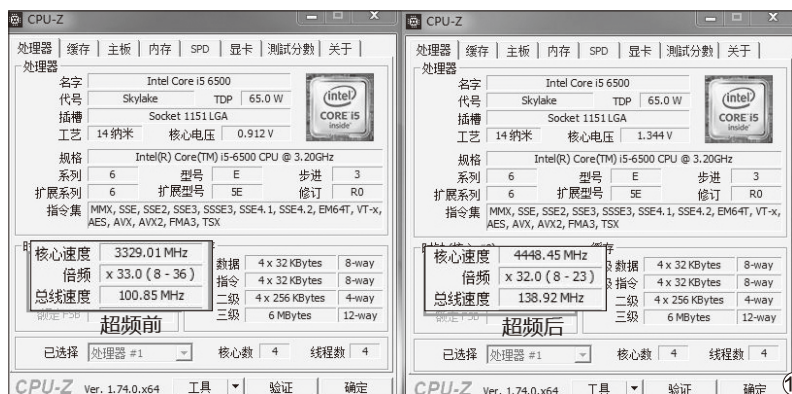 CPU-Z
处理器 缓存 主板 内存 SPD 显卡 测試分數 关于
处理器
名字 Intel Core i5 6500
代号 Skylake TDP 65.0 W
插槽 Socket 1151 LGA
工艺 14 纳米 核心电压 0.912 V
(intel)
CORE i5
inside
规格 Intel(R) Core(TM) i5-6500 CPU @ 3.20GHz
系列 6 型号 E 步进 3
扩展系列 6 扩展型号 5E 修订 R0
指令集 MMX, SSE, SSE2, SSE3, SSSE3, SSE4.1, SSE4.2, EM64T, VT-x,
AES, AVX, AVX2, FMA3, TSX
核心速度 3329.01 MHz
倍频 x 33.0 ( 8 - 36 )
总线速度 100.85 MHz
额定 FSB
超频前
数据 4 x 32 KBytes 8-way
指令 4 x 32 KBytes 8-way
二级 4 x 256 KBytes 4-way
三级 6 MBytes 12-way
已选择 处理器 #1 核心数 4 线程数 4
CPU-Z Ver. 1.74.0.x64 工具 验证 确定
CPU-Z
处理器 缓存 主板 内存 SPD 显卡 测試分數 关于
处理器
名字 Intel Core i5 6500
代号 Skylake TDP 65.0 W
插槽 Socket 1151 LGA
工艺 14 纳米 核心电压 1.344 V
(intel)
CORE i5
inside
规格 Intel(R) Core(TM) i5-6500 CPU @ 3.20GHz
系列 6 型号 E 步进 3
扩展系列 6 扩展型号 5E 修订 R0
指令集 MMX, SSE, SSE2, SSE3, SSSE3, SSE4.1, SSE4.2, EM64T, VT-x,
AES, AVX, AVX2, FMA3, TSX
核心速度 4448.45 MHz
倍频 x 32.0 ( 8 - 23 )
总线速度 138.92 MHz
超频后
数据 4 x 32 KBytes 8-way
指令 4 x 32 KBytes 8-way
二级 4 x 256 KBytes 4-way
三级 6 MBytes 12-way
已选择 处理器 #1 核心数 4 线程数 4
CPU-Z Ver. 1.74.0.x64 工具 验证 确定
①